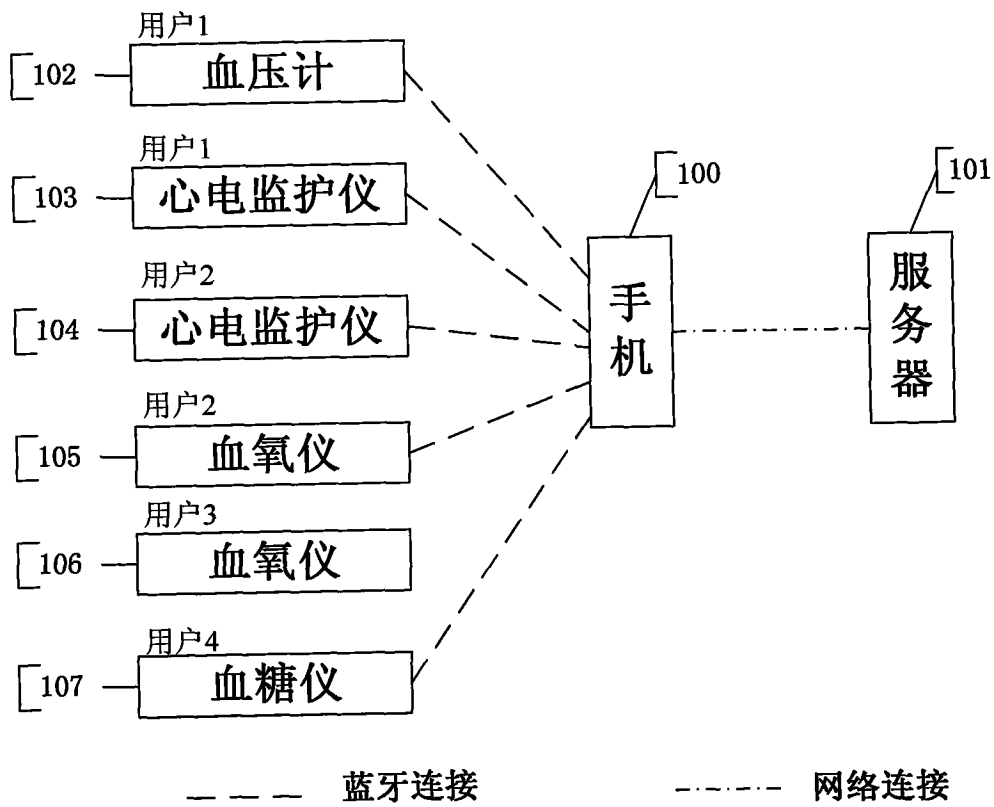 用户1
102
血压计
用户1
103
心电监护仪
100
101
用户2
104
心电监护仪
手机
服务器
用户2
105
血氧仪
用户3
106
血氧仪
用户4
107
血糖仪
蓝牙连接
网络连接